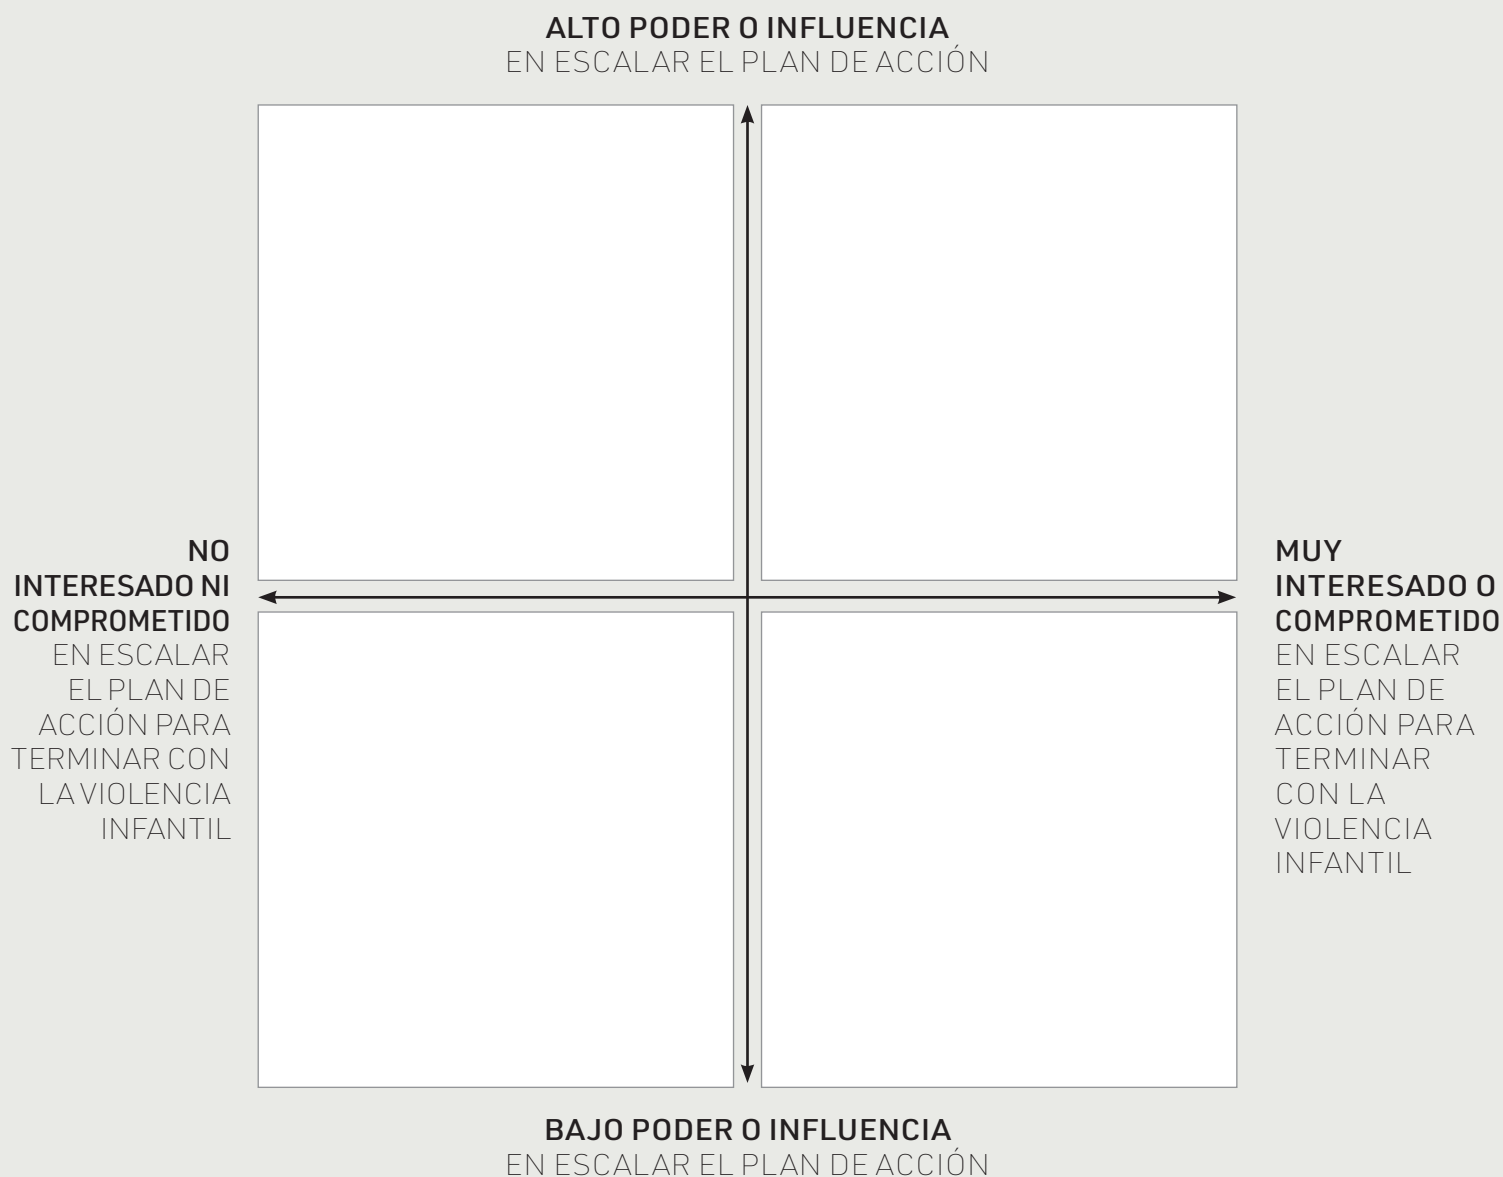 ALTO PODER O INFLUENCIA
EN ESCALAR EL PLAN DE ACCIÓN
NO
INTERESADO NI
COMPROMETIDO
EN ESCALAR
EL PLAN DE
ACCIÓN PARA
TERMINAR CON
LA VIOLENCIA
INFANTIL
MUY
INTERESADO O
COMPROMETIDO
EN ESCALAR
EL PLAN DE
ACCIÓN PARA
TERMINAR
CON LA
VIOLENCIA
INFANTIL
BAJO PODER O INFLUENCIA
EN ESCALAR EL PLAN DE ACCIÓN